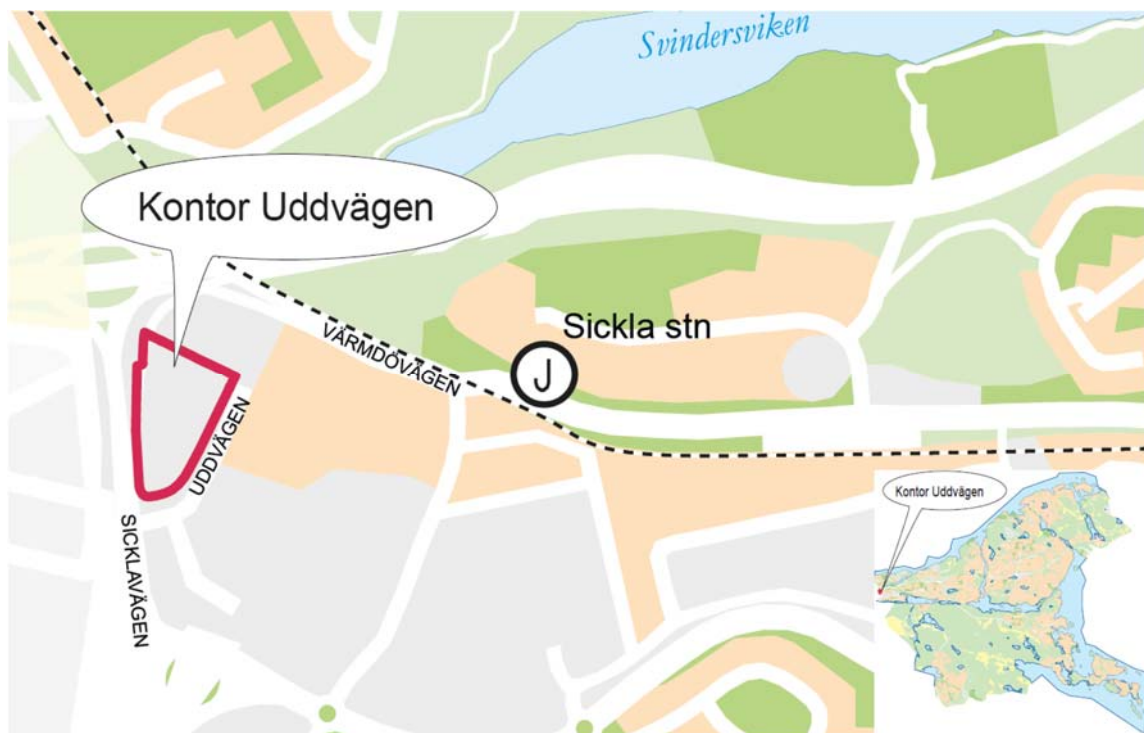 Svindersviken
Kontor Uddvägen
Sickla stn
VÄRMDÖVÄGEN
J
UDDVÄGEN
SICKLAVÄGEN
Kontor Uddvägen